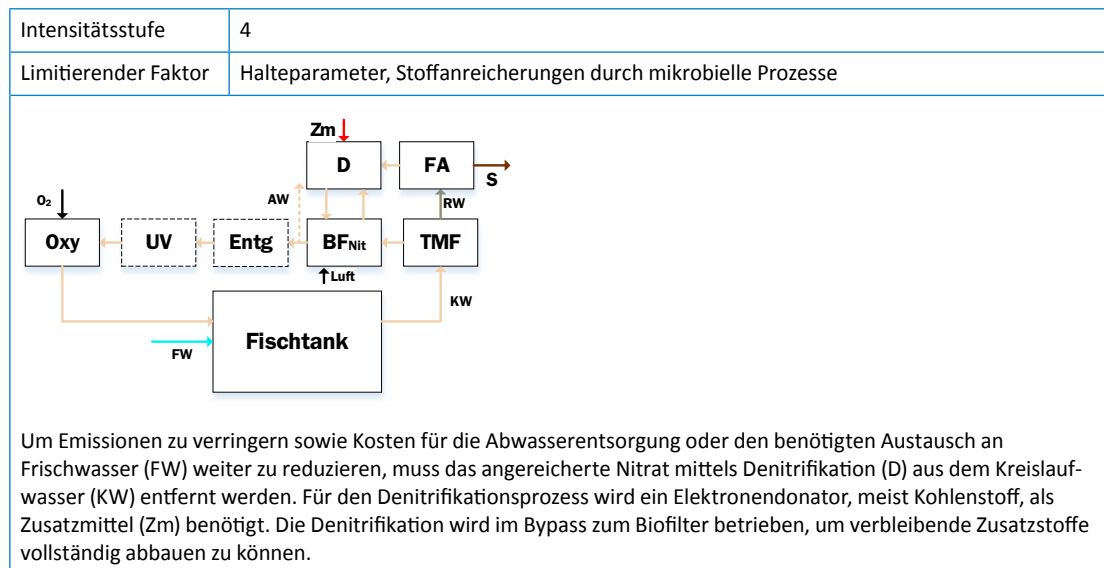 Intensitätsstufe 4
Limitierender Faktor Halteparameter, Stoffanreicherungen durch mikrobielle Prozesse
Zm
D FA
S
AW RW
O₂
Oxy UV Entg BFNit TMF
Luft
KW
Fischtank
FW
Um Emissionen zu verringern sowie Kosten für die Abwasserentsorgung oder den benötigten Austausch an
Frischwasser (FW) weiter zu reduzieren, muss das angereicherte Nitrat mittels Denitrifikation (D) aus dem Kreislauf-
wasser (KW) entfernt werden. Für den Denitrifikationsprozess wird ein Elektronendonator, meist Kohlenstoff, als
Zusatzmittel (Zm) benötigt. Die Denitrifikation wird im Bypass zum Biofilter betrieben, um verbleibende Zusatzstoffe
vollständig abbauen zu können.